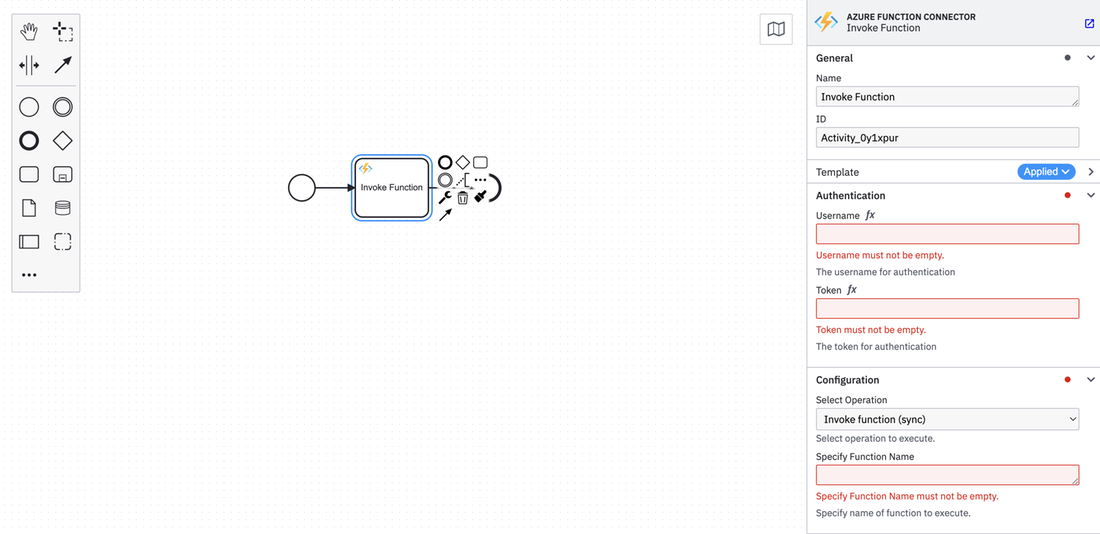 AZURE FUNCTION CONNECTOR
Invoke Function
General
Name
Invoke Function
ID
Activity_0y1xpur
Template
Applied
Authentication
Username fx
Username must not be empty.
The username for authentication
Token fx
Token must not be empty.
The token for authentication
Configuration
Select Operation
Invoke function (sync)
Select operation to execute.
Specify Function Name
Specify Function Name must not be empty.
Specify name of function to execute.
Invoke Function